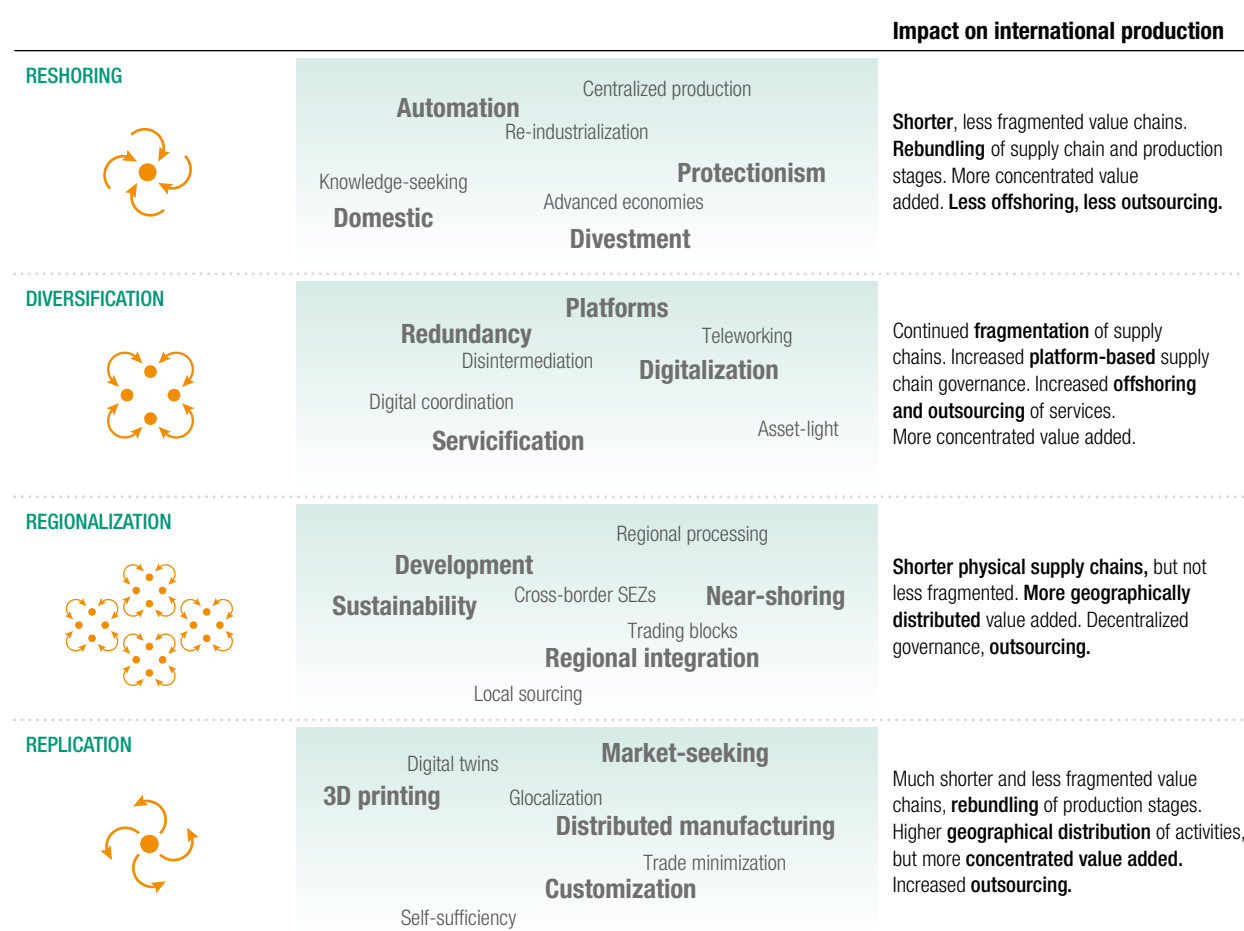 Impact on international production
RESHORING
Centralized production
Automation
Re-industrialization
Protectionism
Knowledge-seeking
Advanced economies
Domestic
Divestment
Shorter, less fragmented value chains.
Rebundling of supply chain and production
stages. More concentrated value
added. Less offshoring, less outsourcing.
DIVERSIFICATION
Platforms
Redundancy
Teleworking
Disintermediation
Digitalization
Digital coordination
Asset-light
Servicification
Continued fragmentation of supply
chains. Increased platform-based supply
chain governance. Increased offshoring
and outsourcing of services.
More concentrated value added.
REGIONALIZATION
Regional processing
Development
Cross-border SEZs
Near-shoring
Sustainability
Trading blocks
Regional integration
Local sourcing
Shorter physical supply chains, but not
less fragmented. More geographically
distributed value added. Decentralized
governance, outsourcing.
REPLICATION
Market-seeking
Digital twins
3D printing
Glocalization
Distributed manufacturing
Trade minimization
Customization
Self-sufficiency
Much shorter and less fragmented value
chains, rebundling of production stages.
Higher geographical distribution of activities,
but more concentrated value added.
Increased outsourcing.